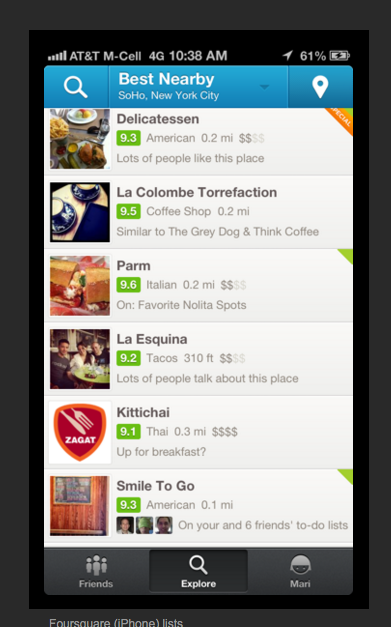 AT&T M-Cell 4G 10:38 AM 61%
Best Nearby
SoHo, New York City
Delicatessen
SPECIAL
9.3 American 0.2 mi $$$$
Lots of people like this place
La Colombe Torrefaction
9.5 Coffee Shop 0.2 mi
Similar to The Grey Dog & Think Coffee
Parm
9.6 Italian 0.2 mi $$$$
On: Favorite Nolita Spots
La Esquina
9.2 Tacos 310 ft $$$$
Lots of people talk about this place
Kittichai
ZAGAT
9.1 Thai 0.3 mi $$$$
Up for breakfast?
Smile To Go
9.3 American 0.1 mi
On your and 6 friends' to-do lists
Friends
Explore
Mari
Foursquare (iPhone) lists